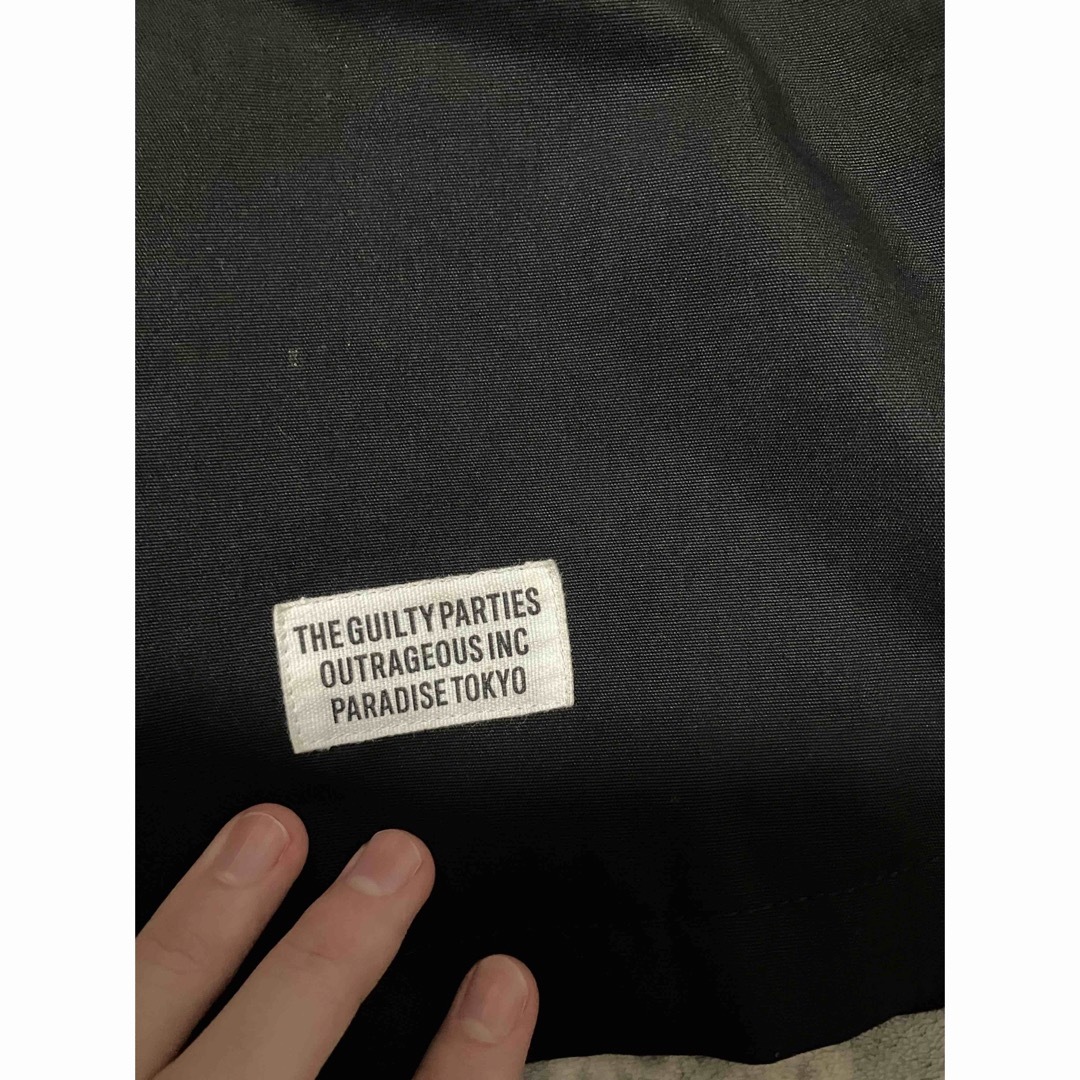 THE GUILTY PARTIES
OUTRAGEOUS INC
PARADISE TOKYO